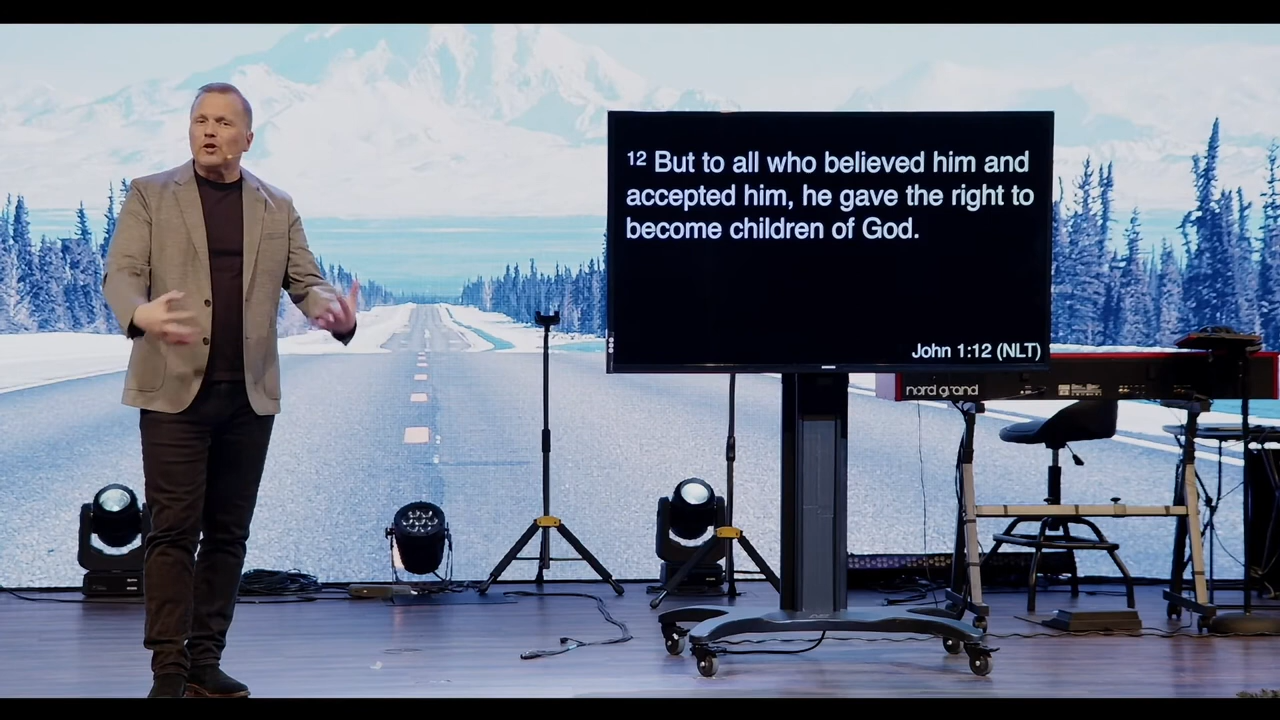 ¹² But to all who believed him and
accepted him, he gave the right to
become children of God.
John 1:12 (NLT)
nord grand